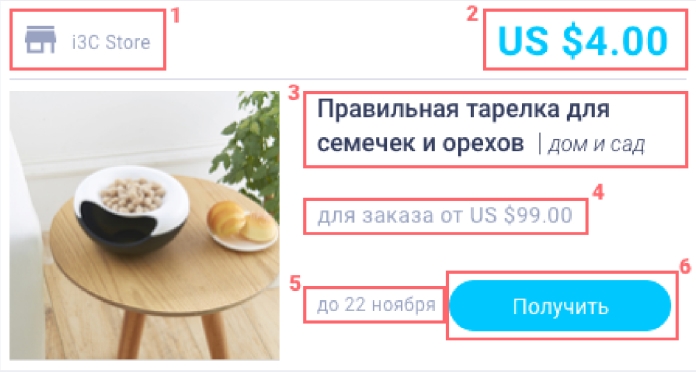 1
i3C Store
2
US $4.00
3
Правильная тарелка для
семечек и орехов | дом и сад
4
для заказа от US $99.00
5
до 22 ноября
6
Получить